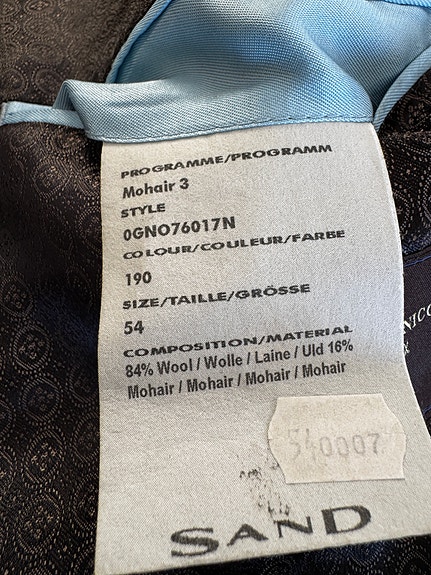 PROGRAMME/PROGRAMM
Mohair 3
STYLE
0GNO76017N
COLOUR/COULEUR/FARBE
190
SIZE/TAILLE/GRÖSSE
54
COMPOSITION/MATERIAL
84% Wool / Wolle / Laine / Uld 16%
Mohair / Mohair / Mohair / Mohair
540007
SAND